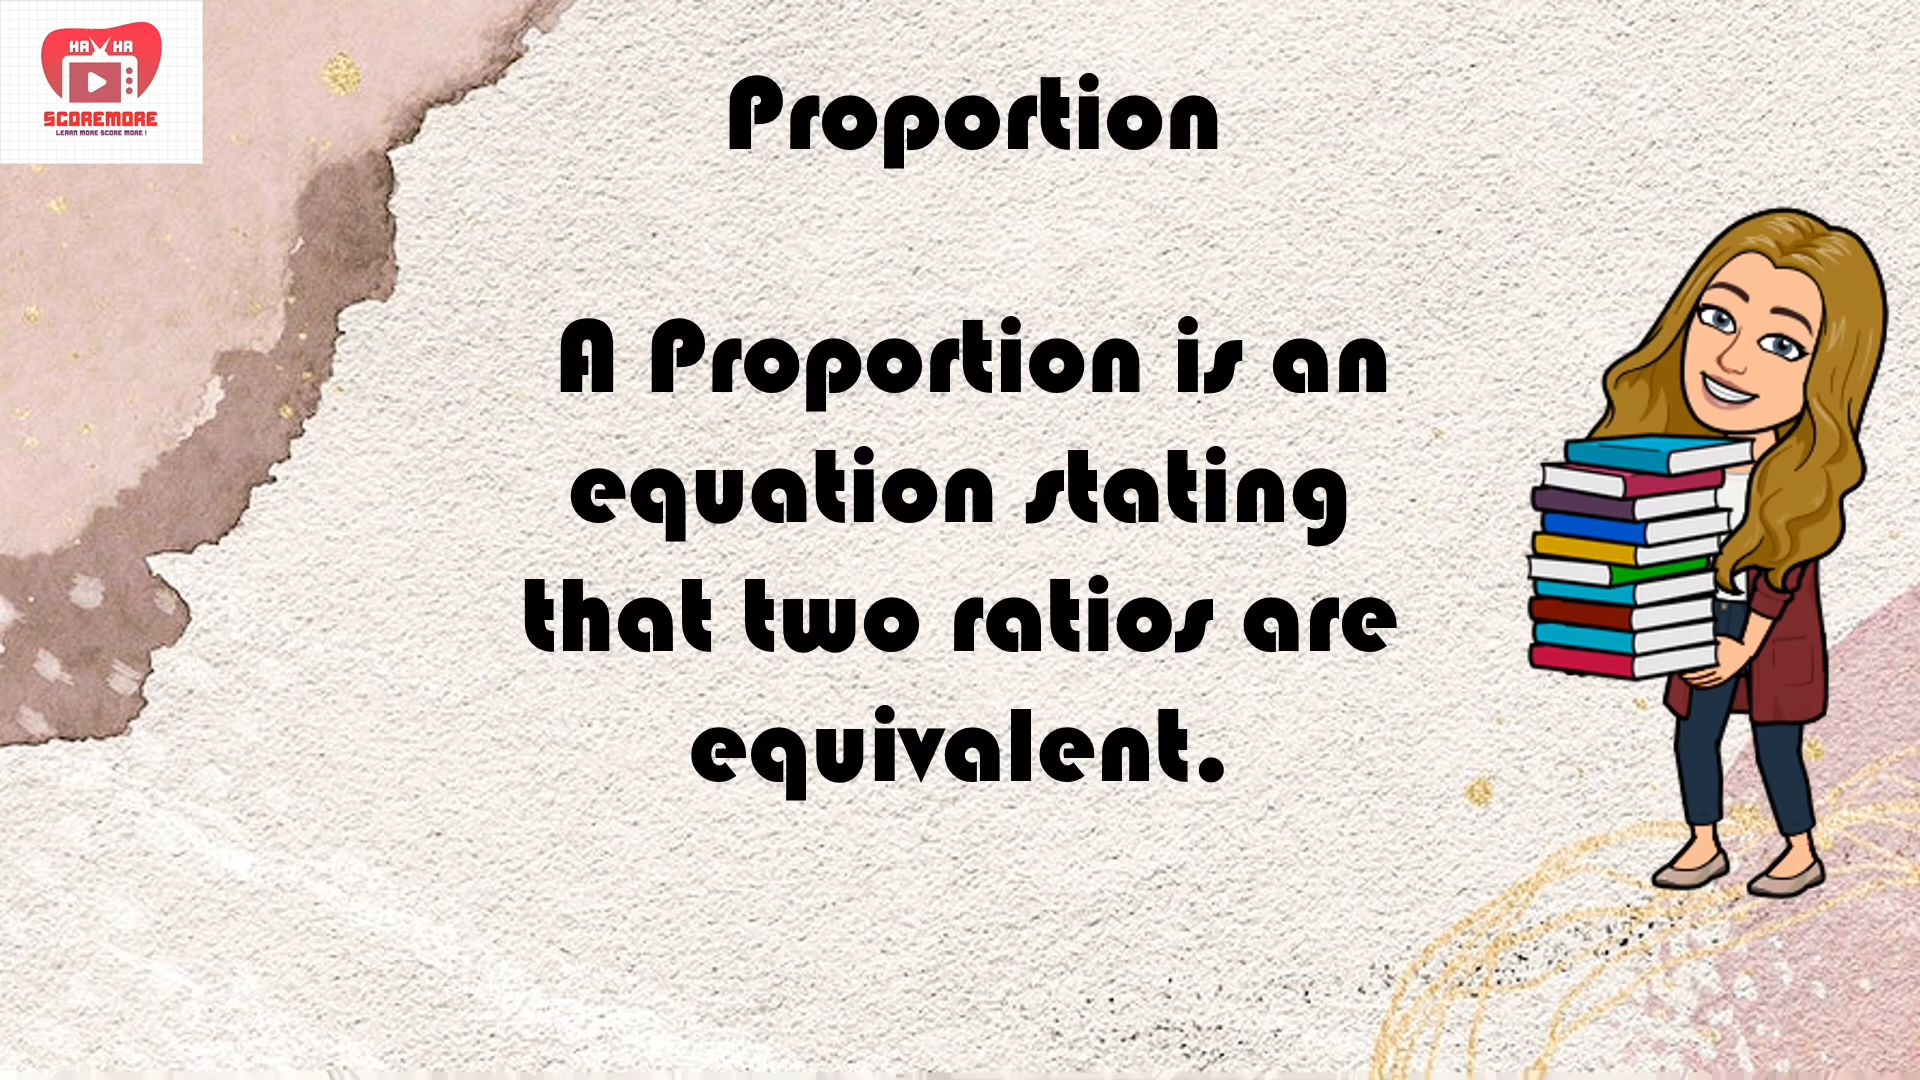 HA HA
SCOREMORE
LEARN MORE SCORE MORE !
Proportion
A Proportion is an
equation stating
that two ratios are
equivalent.